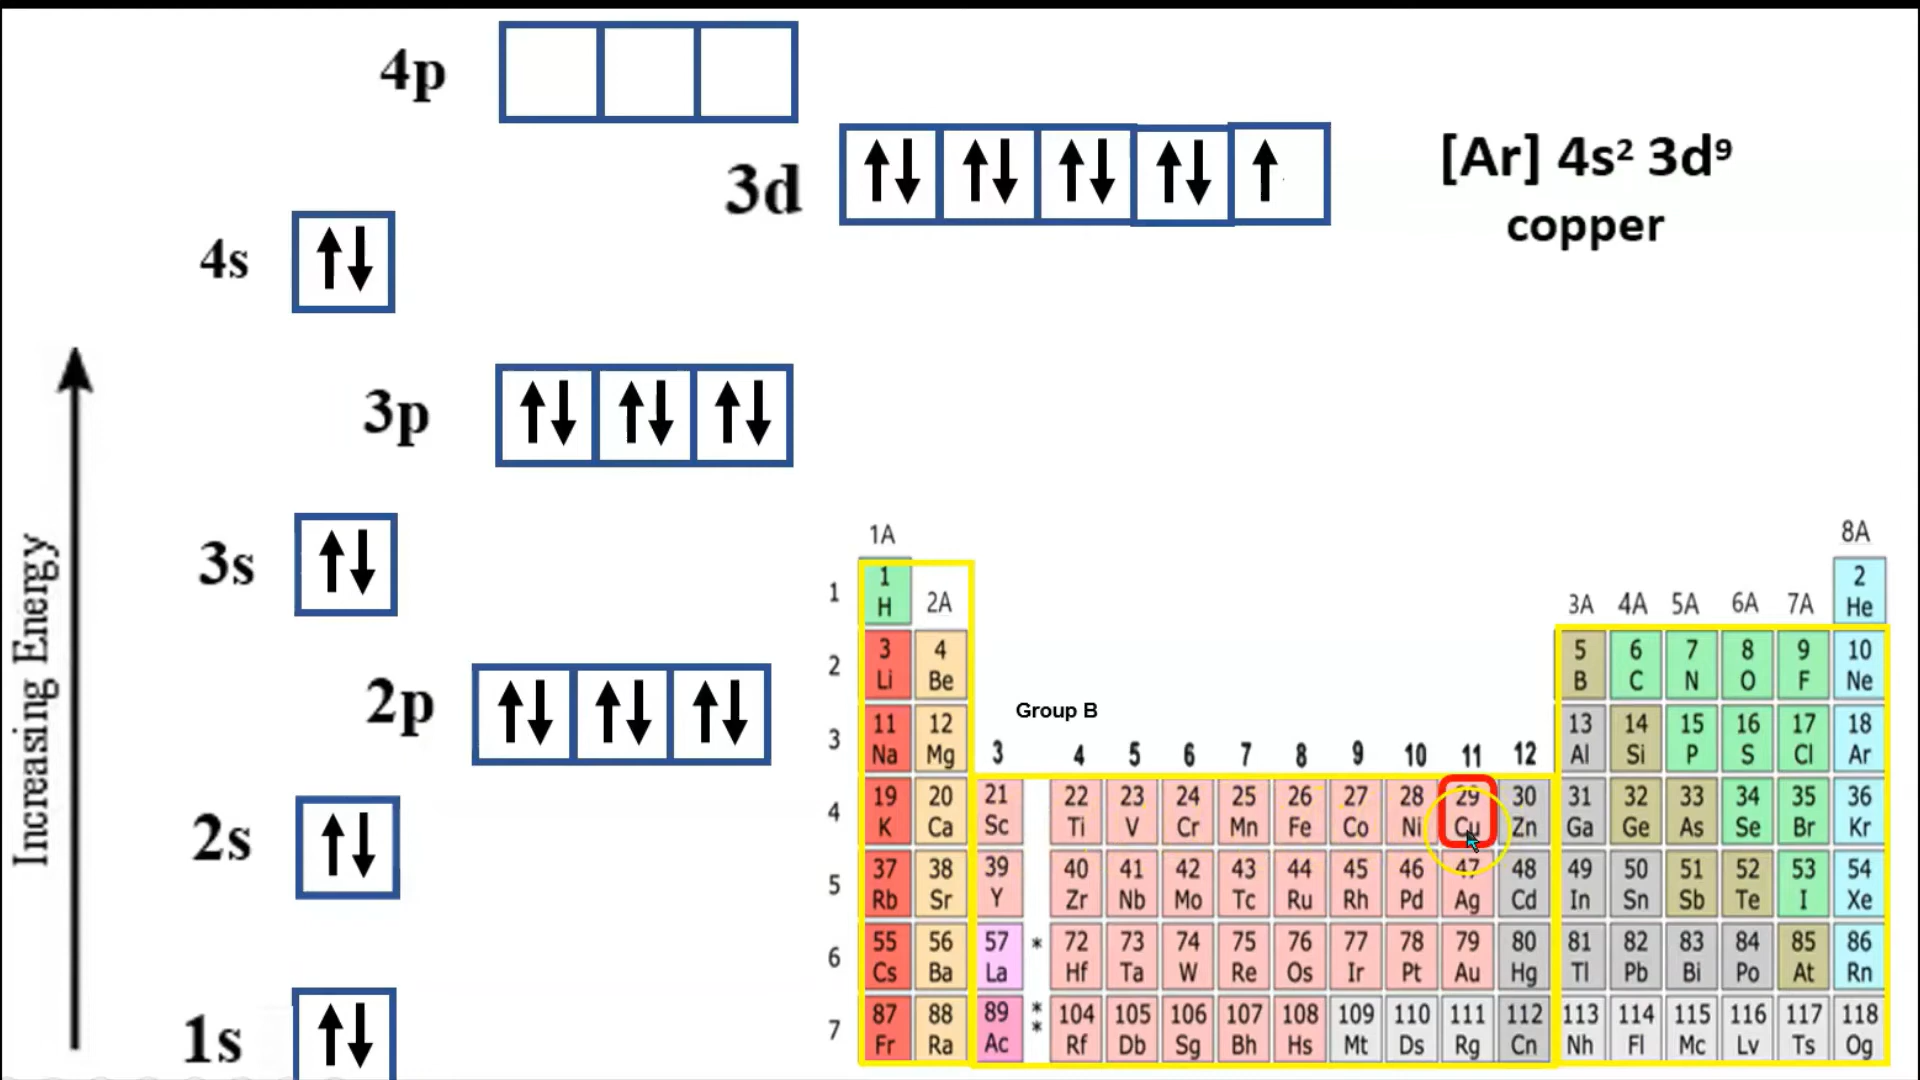 4p
3d
[Ar] 4s² 3d⁹
copper
4s
3p
3s
2p
2s
1s
Increasing Energy
1A
8A
2A
3A 4A 5A 6A 7A
Group B
3 4 5 6 7 8 9 10 11 12
1
1 2
H He
2
3 4 5 6 7 8 9 10
Li Be B C N O F Ne
3
11 12 13 14 15 16 17 18
Na Mg Al Si P S Cl Ar
4
19 20 21 22 23 24 25 26 27 28 29 30 31 32 33 34 35 36
K Ca Sc Ti V Cr Mn Fe Co Ni Cu Zn Ga Ge As Se Br Kr
5
37 38 39 40 41 42 43 44 45 46 47 48 49 50 51 52 53 54
Rb Sr Y Zr Nb Mo Tc Ru Rh Pd Ag Cd In Sn Sb Te I Xe
6
55 56 57 * 72 73 74 75 76 77 78 79 80 81 82 83 84 85 86
Cs Ba La Hf Ta W Re Os Ir Pt Au Hg Tl Pb Bi Po At Rn
7
87 88 89 ** 104 105 106 107 108 109 110 111 112 113 114 115 116 117 118
Fr Ra Ac Rf Db Sg Bh Hs Mt Ds Rg Cn Nh Fl Mc Lv Ts Og